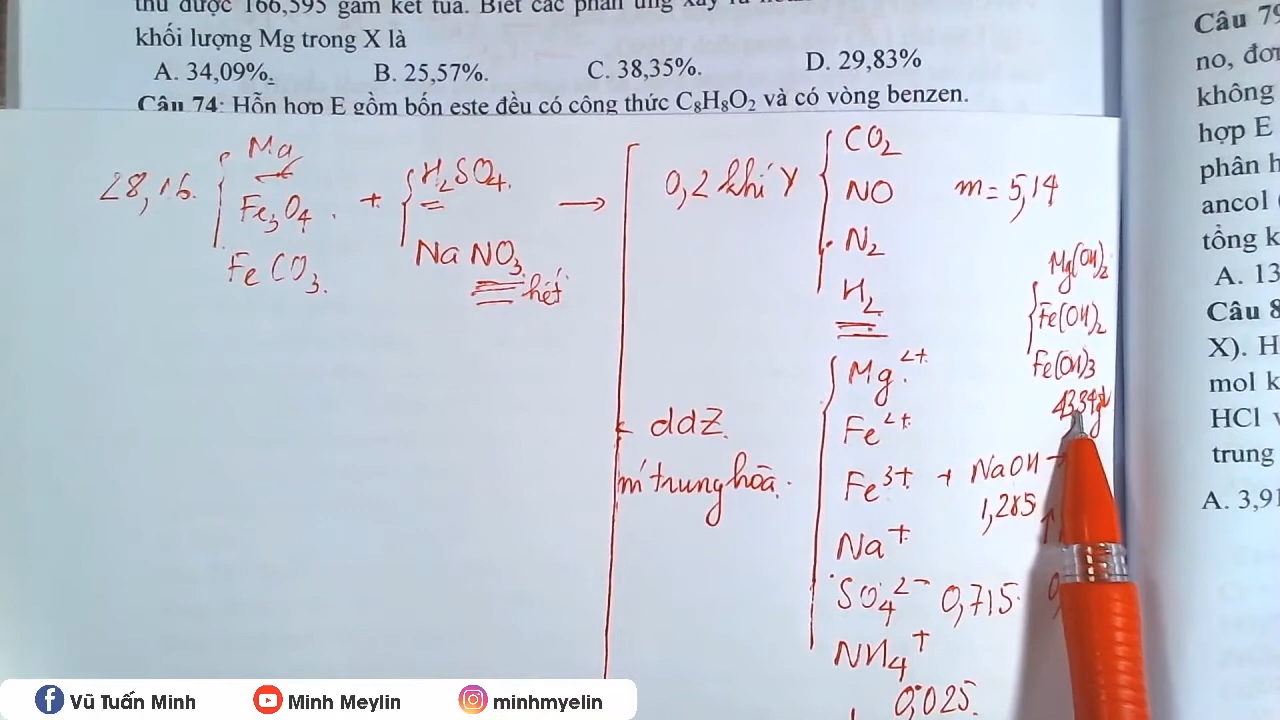 thu được 166,595 gam kết tủa. Biết các phản ứng xảy ra
khối lượng Mg trong X là
A. 34,09%. B. 25,57%. C. 38,35%. D. 29,83%
Câu 74: Hỗn hợp E gồm bốn este đều có công thức C₈H₈O₂ và có vòng benzen.
28,16. Mg
Fe₃O₄
FeCO₃.
+ H₂SO₄.
NaNO₃
hết
→ 0,2 khí Y
CO₂
NO
N₂
H₂
m = 5,14
ddZ.
m' trung hòa.
Mg²⁺
Fe²⁺
Fe³⁺ + NaOH →
1,285
Na⁺
SO₄²⁻ 0,715
NH₄⁺
0,025
Mg(OH)₂
Fe(OH)₂
Fe(OH)₃
Câu 79
no, đơn
không
hợp E
phân h
ancol
tổng k
A. 13
Câu 8
X). H
mol k
HCl v
trung
A. 3,91
Vũ Tuấn Minh Minh Meylin minhmyelin